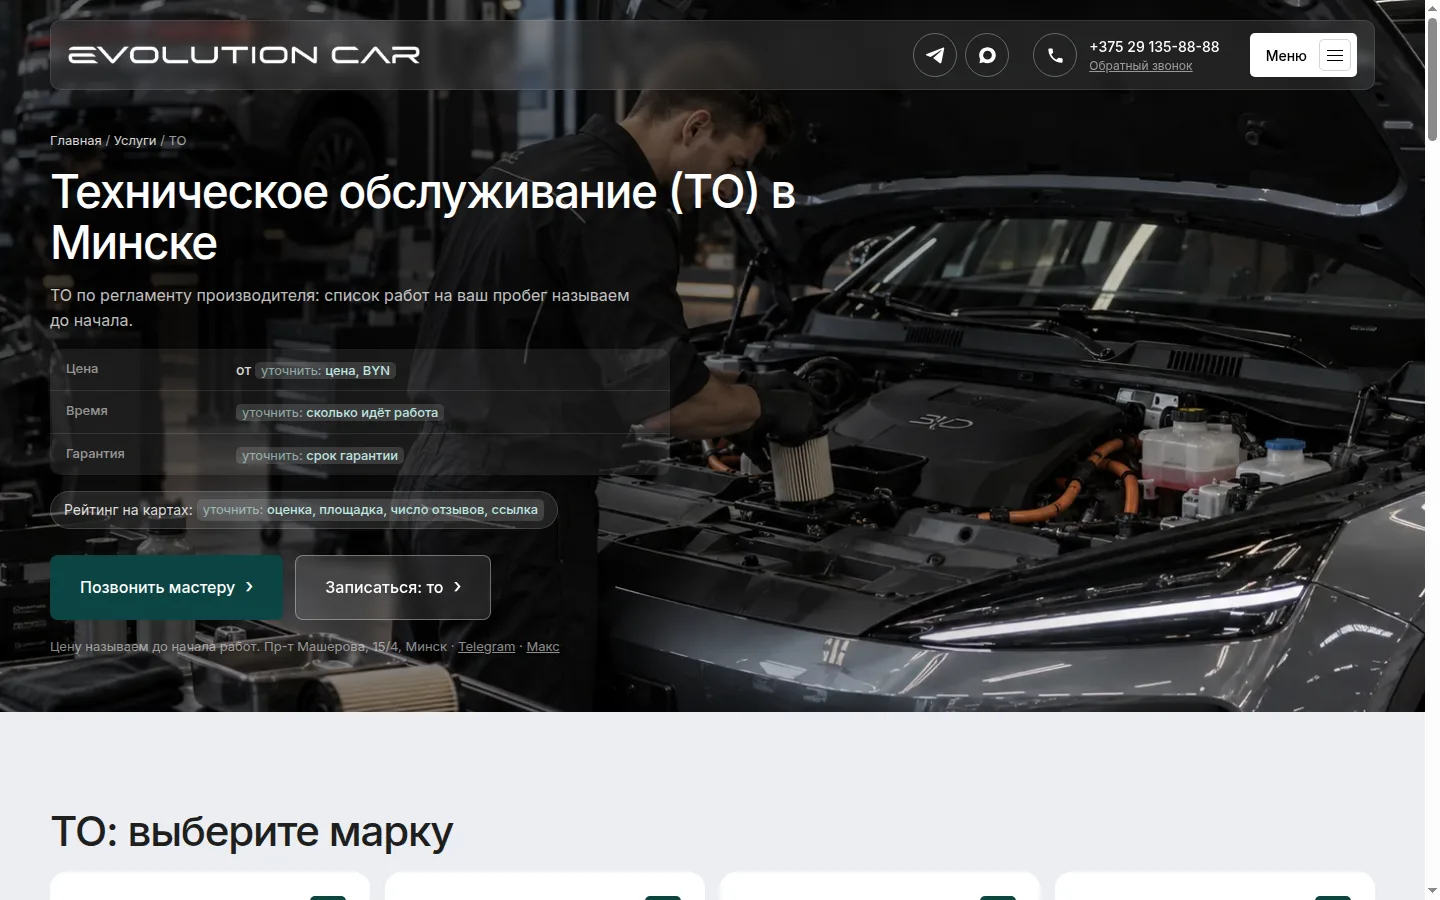 EVOLUTION CAR
+375 29 135-88-88
Обратный звонок
Меню
Главная / Услуги / ТО
Техническое обслуживание (ТО) в
Минске
ТО по регламенту производителя: список работ на ваш пробег называем
до начала.
Цена
от уточнить: цена, BYN
Время
уточнить: сколько идёт работа
Гарантия
уточнить: срок гарантии
Рейтинг на картах: уточнить: оценка, площадка, число отзывов, ссылка
Позвонить мастеру
Записаться: то
Цену называем до начала работ. Пр-т Машерова, 15/4, Минск · Telegram · Макс
ТО: выберите марку